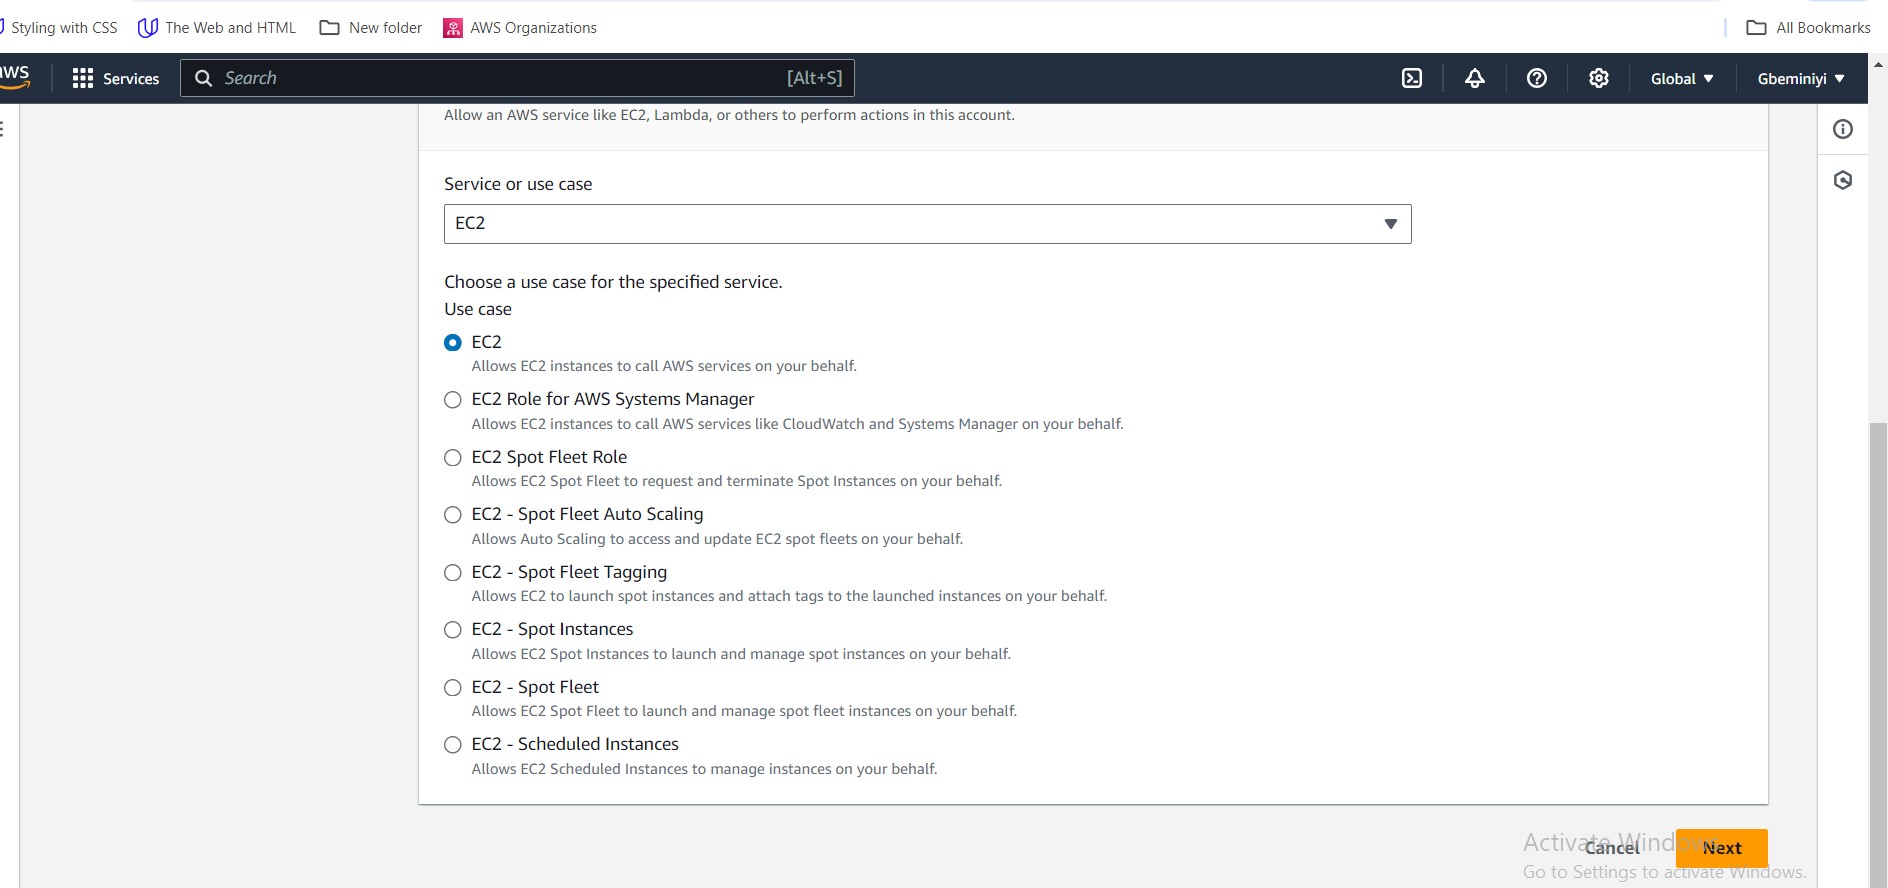 Styling with CSS The Web and HTML New folder AWS Organizations All Bookmarks
aws Services Search [Alt+S] Global Gbeminiyi
Allow an AWS service like EC2, Lambda, or others to perform actions in this account.
Service or use case
EC2
Choose a use case for the specified service.
Use case
EC2
Allows EC2 instances to call AWS services on your behalf.
EC2 Role for AWS Systems Manager
Allows EC2 instances to call AWS services like CloudWatch and Systems Manager on your behalf.
EC2 Spot Fleet Role
Allows EC2 Spot Fleet to request and terminate Spot Instances on your behalf.
EC2 - Spot Fleet Auto Scaling
Allows Auto Scaling to access and update EC2 spot fleets on your behalf.
EC2 - Spot Fleet Tagging
Allows EC2 to launch spot instances and attach tags to the launched instances on your behalf.
EC2 - Spot Instances
Allows EC2 Spot Instances to launch and manage spot instances on your behalf.
EC2 - Spot Fleet
Allows EC2 Spot Fleet to launch and manage spot fleet instances on your behalf.
EC2 - Scheduled Instances
Allows EC2 Scheduled Instances to manage instances on your behalf.
Activate Windows
Cancel Next
Go to Settings to activate Windows.